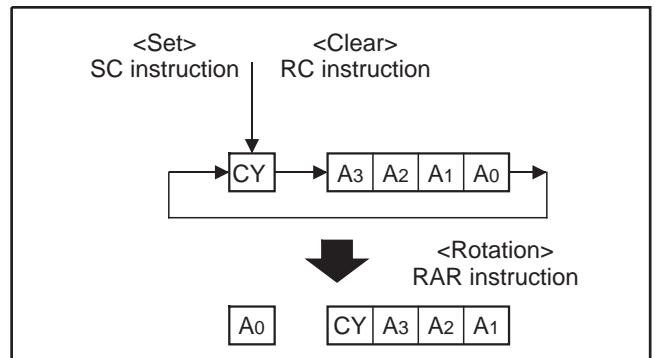 <Set> <Clear>
SC instruction RC instruction
CY A3 A2 A1 A0
<Rotation>
RAR instruction
A0 CY A3 A2 A1